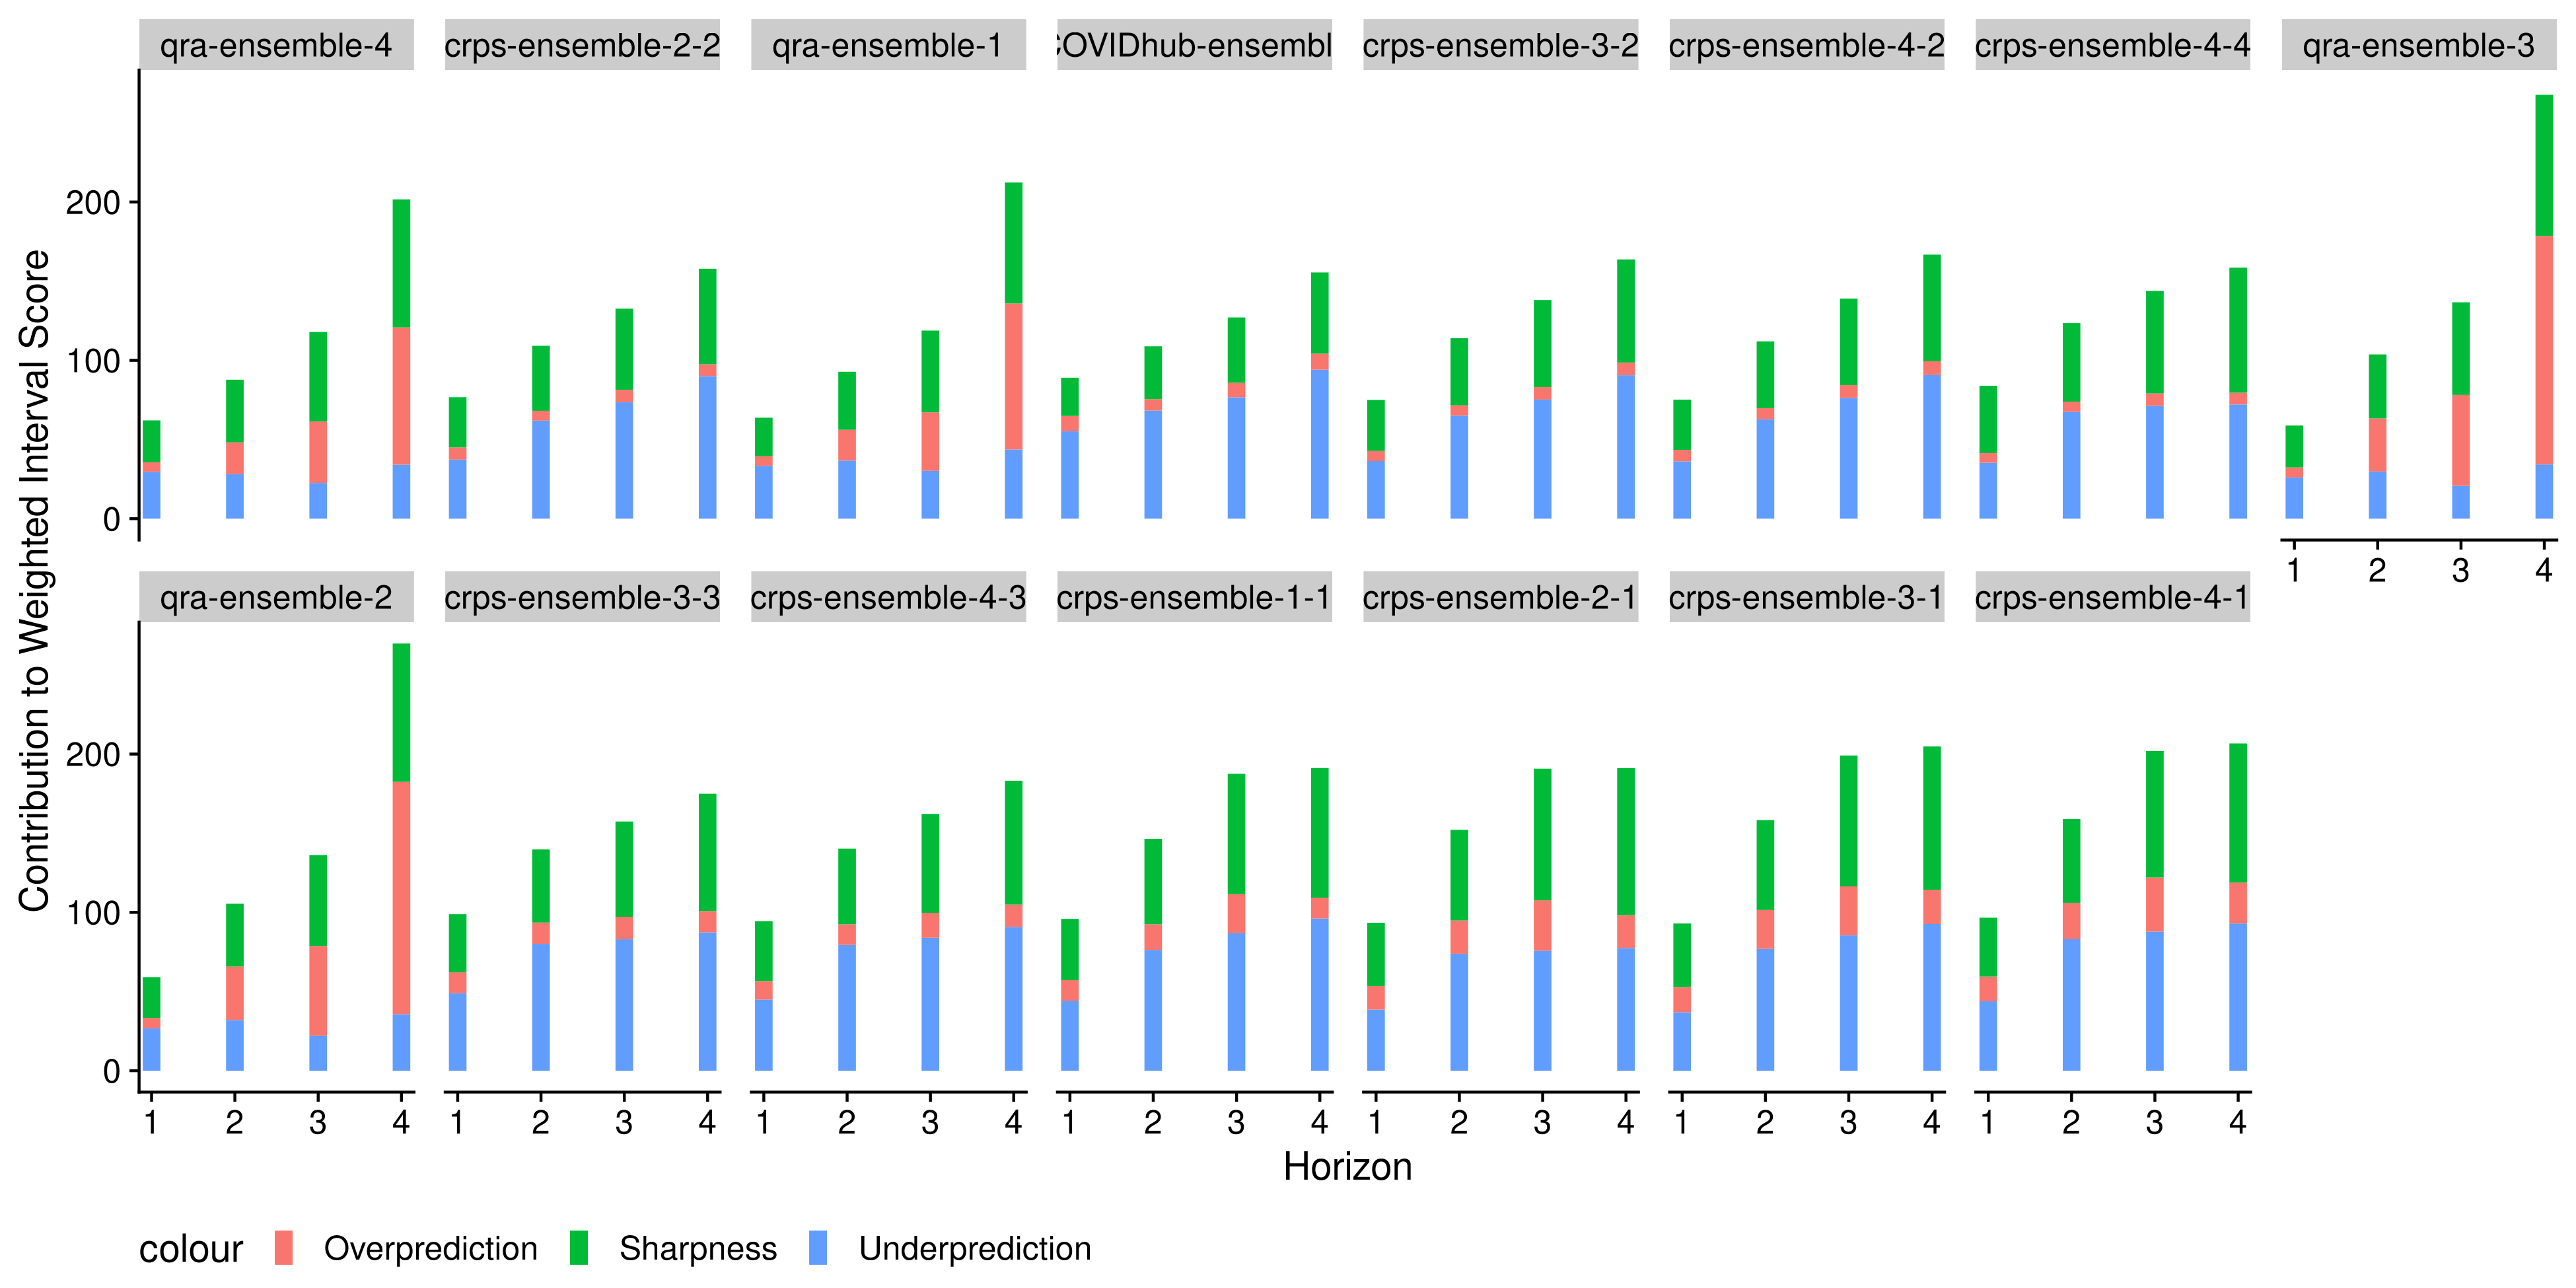 qra-ensemble-4 crps-ensemble-2-2 qra-ensemble-1 COVIDhub-ensembl crps-ensemble-3-2 crps-ensemble-4-2 crps-ensemble-4-4 qra-ensemble-3
200
100
0
1 2 3 4
qra-ensemble-2 crps-ensemble-3-3 crps-ensemble-4-3 crps-ensemble-1-1 crps-ensemble-2-1 crps-ensemble-3-1 crps-ensemble-4-1
200
100
0
1 2 3 4 1 2 3 4 1 2 3 4 1 2 3 4 1 2 3 4 1 2 3 4 1 2 3 4
Contribution to Weighted Interval Score
Horizon
colour Overprediction Sharpness Underprediction